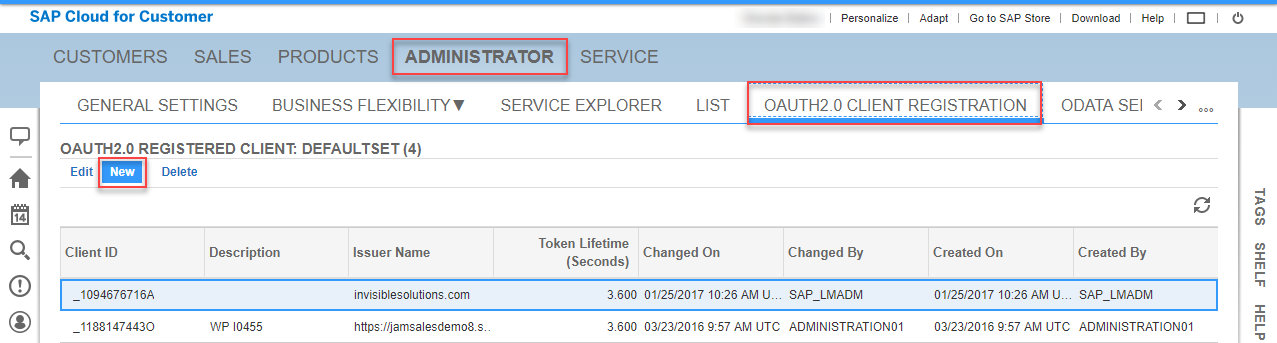 SAP Cloud for Customer
Personalize | Adapt | Go to SAP Store | Download | Help
CUSTOMERS SALES PRODUCTS ADMINISTRATOR SERVICE
GENERAL SETTINGS BUSINESS FLEXIBILITY▼ SERVICE EXPLORER LIST OAUTH2.0 CLIENT REGISTRATION ODATA SEI
OAUTH2.0 REGISTERED CLIENT: DEFAULTSET (4)
Edit New Delete
14
Client ID Description Issuer Name Token Lifetime (Seconds) Changed On Changed By Created On Created By
_1094676716A invisiblesolutions.com 3.600 01/25/2017 10:26 AM U... SAP_LMADM 01/25/2017 10:26 AM U... SAP_LMADM
_1188147443O WP I0455 https://jamsalesdemo8.s.. 3.600 03/23/2016 9:57 AM UTC ADMINISTRATION01 03/23/2016 9:57 AM UTC ADMINISTRATION01
TAGS
SHELF
HELP